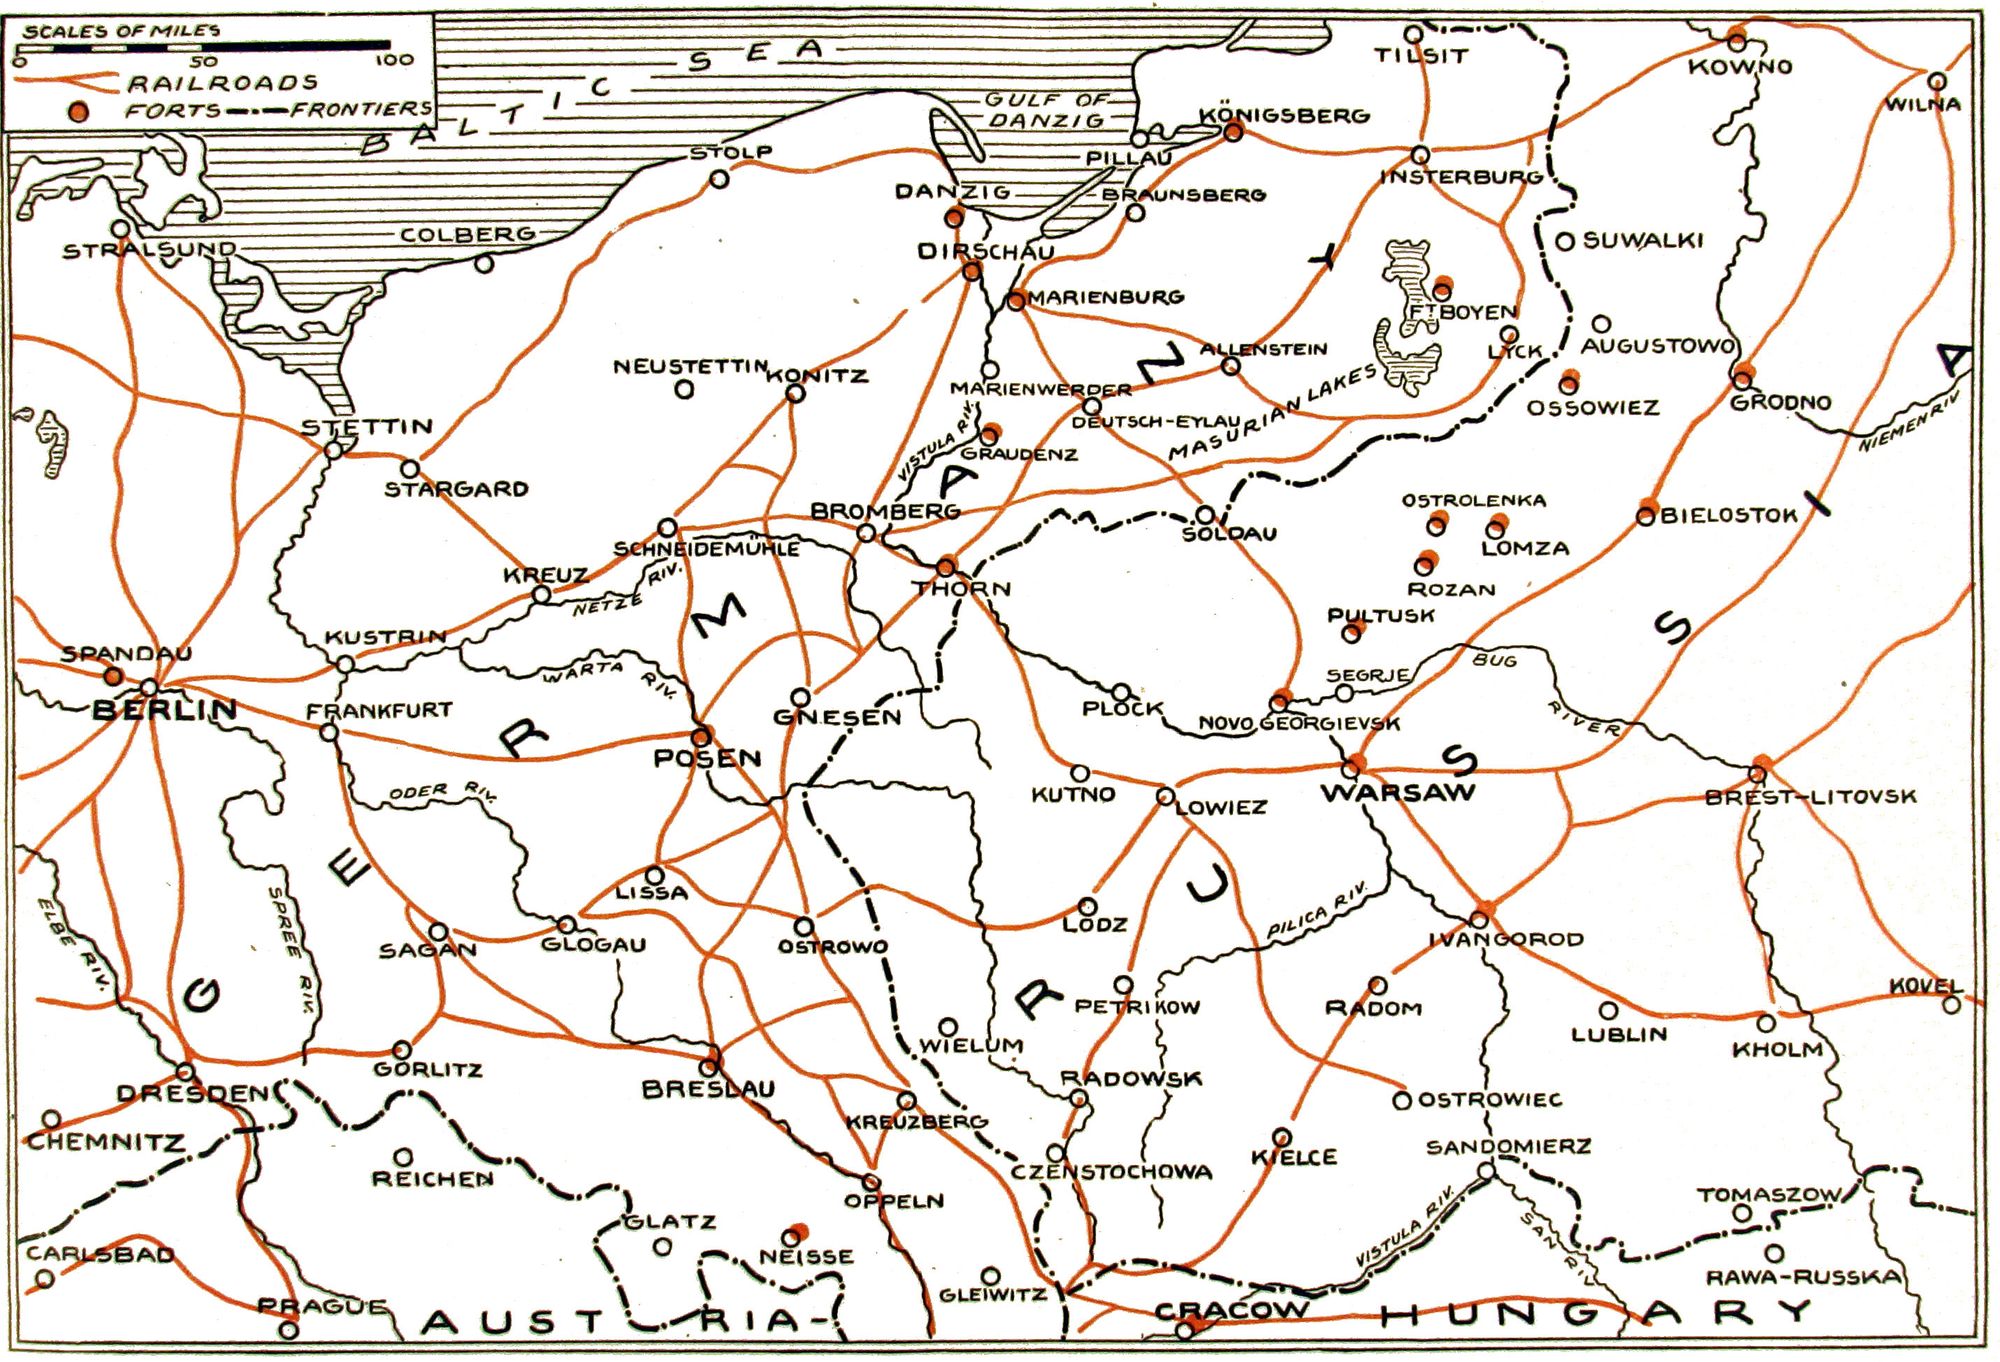 SCALES OF MILES
0 50 100
RAILROADS
FORTS FRONTIERS
BALTIC SEA
GULF OF
DANZIG
TILSIT
KOWNO
WILNA
KÖNIGSBERG
PILLAU
INSTERBURG
STOLP
DANZIG
BRAUNSBERG
STRALSUND
COLBERG
DIRSCHAU
SUWALKI
MARIENBURG
FT BOYEN
LYCK
AUGUSTOWO
ALLENSTEIN
NEUSTETTIN
KONITZ
MARIENWERDER
DEUTSCH-EYLAU
MASURIAN LAKES
OSSOWIEZ
GRODNO
NIEMEN RIV
STETTIN
STARGARD
VISTULA RIV.
GRAUDENZ
BROMBERG
SOLDAU
OSTROLENKA
LOMZA
BIELOSTOK
SCHNEIDEMÜHLE
KREUZ
NETZE RIV.
THORN
ROZAN
PULTUSK
KUSTRIN
SPANDAU
BERLIN
WARTA RIV.
FRANKFURT
GNESEN
PLOCK
SEGRJE
NOVO GEORGIEVSK
BUG RIVER
POSEN
ODER RIV.
KUTNO
LOWIEZ
WARSAW
BREST-LITOVSK
LISSA
GLOGAU
SAGAN
OSTROWO
LODZ
PILICA RIV.
IVANGOROD
ELBE RIV.
SPREE RIV.
PETRIKOW
RADOM
LUBLIN
KHOLM
KOVEL
WIELUM
GORLITZ
DRESDEN
BRESLAU
RADOWSK
OSTROWIEC
CHEMNITZ
KREUZBERG
REICHEN
CZENSTOCHOWA
KIELCE
SANDOMIERZ
OPPELN
TOMASZOW
GLATZ
NEISSE
VISTULA RIV.
SAN RIV.
CARLSBAD
GLEIWITZ
RAWA-RUSSKA
PRAGUE
CRACOW
GERMANY
RUSSIA
AUSTRIA-HUNGARY